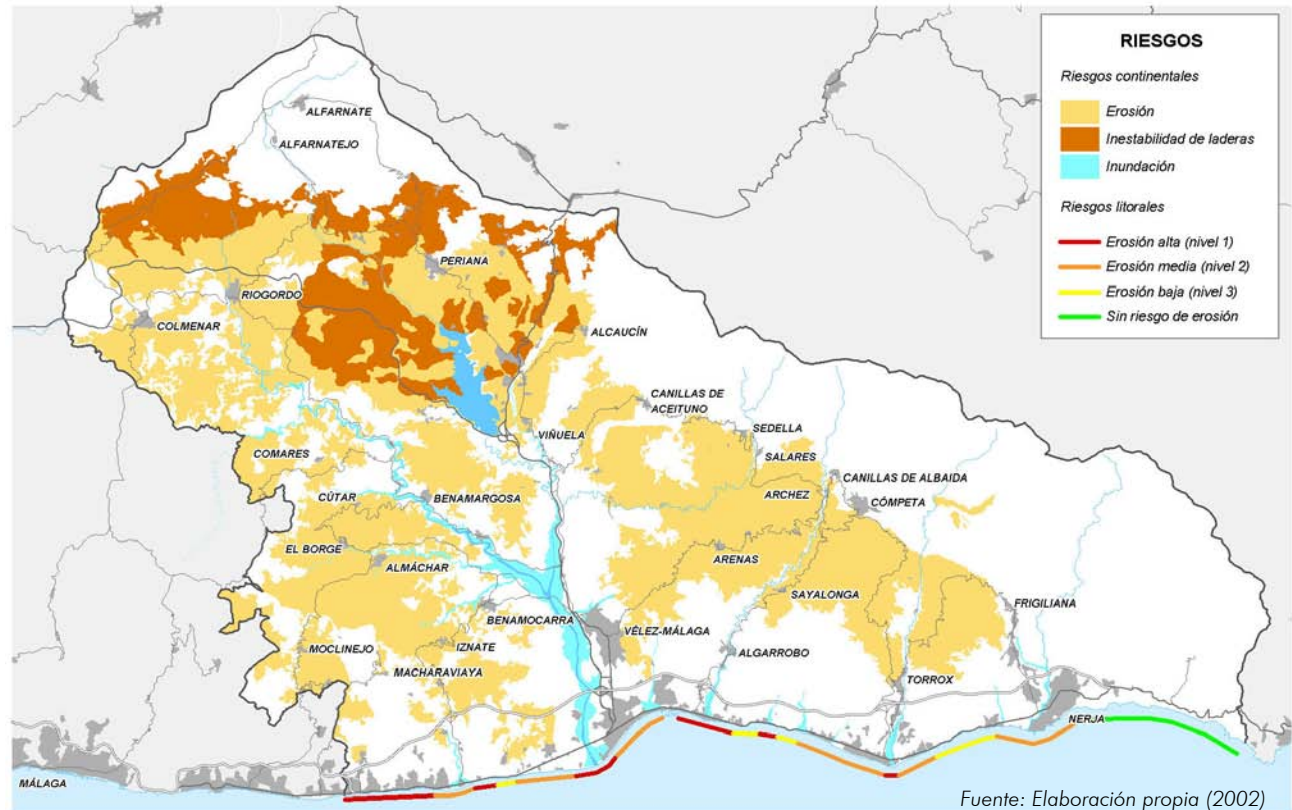 RIESGOS
Riesgos continentales
Erosión
Inestabilidad de laderas
Inundación
Riesgos litorales
Erosión alta (nivel 1)
Erosión media (nivel 2)
Erosión baja (nivel 3)
Sin riesgo de erosión
ALFARNATE
ALFARNATEJO
PERIANA
RIOGORDO
COLMENAR
ALCAUCÍN
CANILLAS DE
ACEITUNO
VIÑUELA
SEDELLA
SALARES
COMARES
CANILLAS DE ALBAIDA
CÚTAR
BENAMARGOSA
ARCHEZ
CÓMPETA
EL BORGE
ALMÁCHAR
ARENAS
SAYALONGA
FRIGILIANA
BENAMOCARRA
VÉLEZ-MÁLAGA
MOCLINEJO
IZNATE
ALGARROBO
MACHARAVIAYA
TORROX
NERJA
MÁLAGA
Fuente: Elaboración propia (2002)